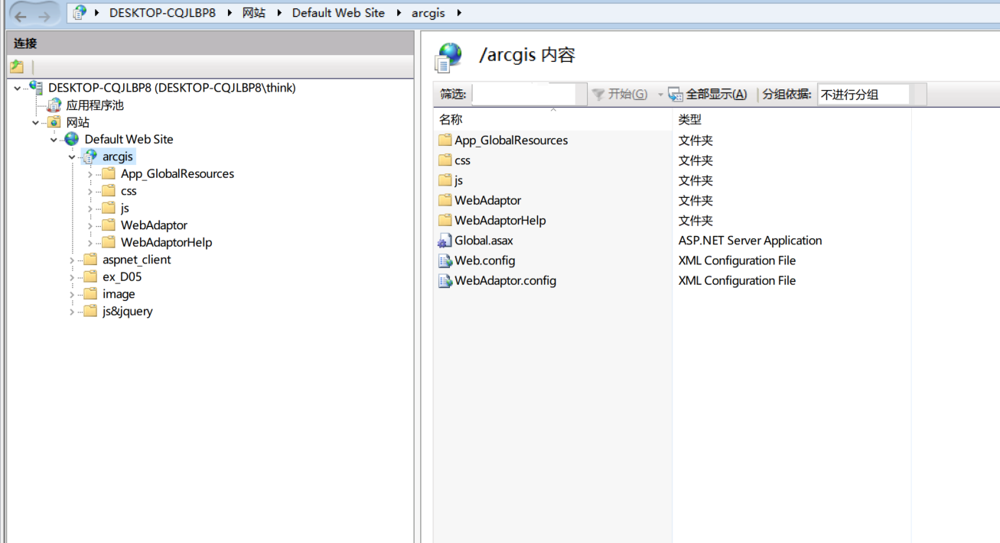 DESKTOP-CQJLBP8 网站 Default Web Site arcgis
连接
DESKTOP-CQJLBP8 (DESKTOP-CQJLBP8\think)
应用程序池
网站
Default Web Site
arcgis
App_GlobalResources
css
js
WebAdaptor
WebAdaptorHelp
aspnet_client
ex_D05
image
js&jquery
/arcgis 内容
筛选: 开始(G) 全部显示(A) 分组依据: 不进行分组
名称 类型
App_GlobalResources 文件夹
css 文件夹
js 文件夹
WebAdaptor 文件夹
WebAdaptorHelp 文件夹
Global.asax ASP.NET Server Application
Web.config XML Configuration File
WebAdaptor.config XML Configuration File